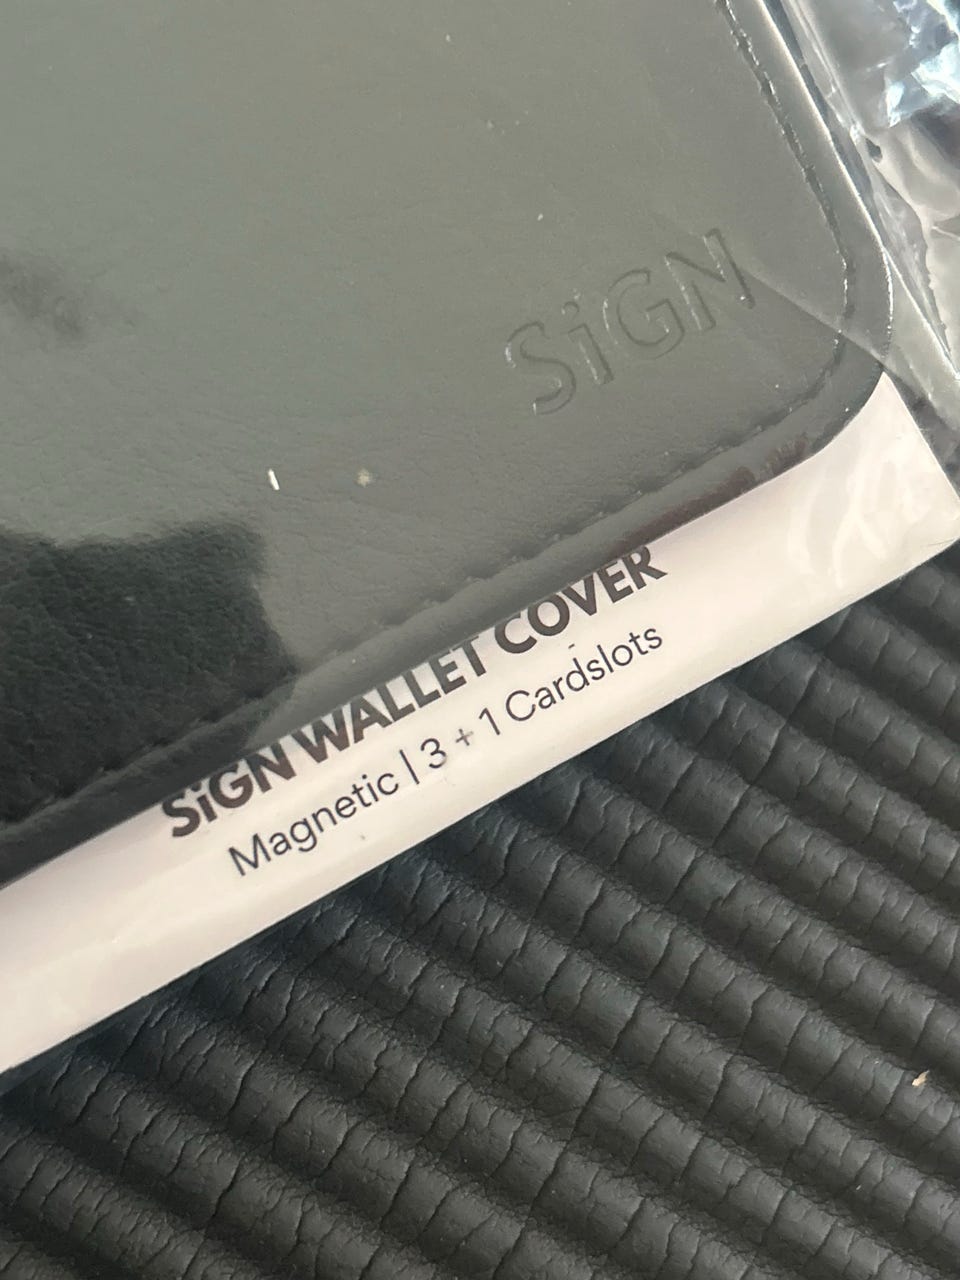 SiGN
SiGN WALLET COVER
Magnetic | 3 + 1 Cardslots